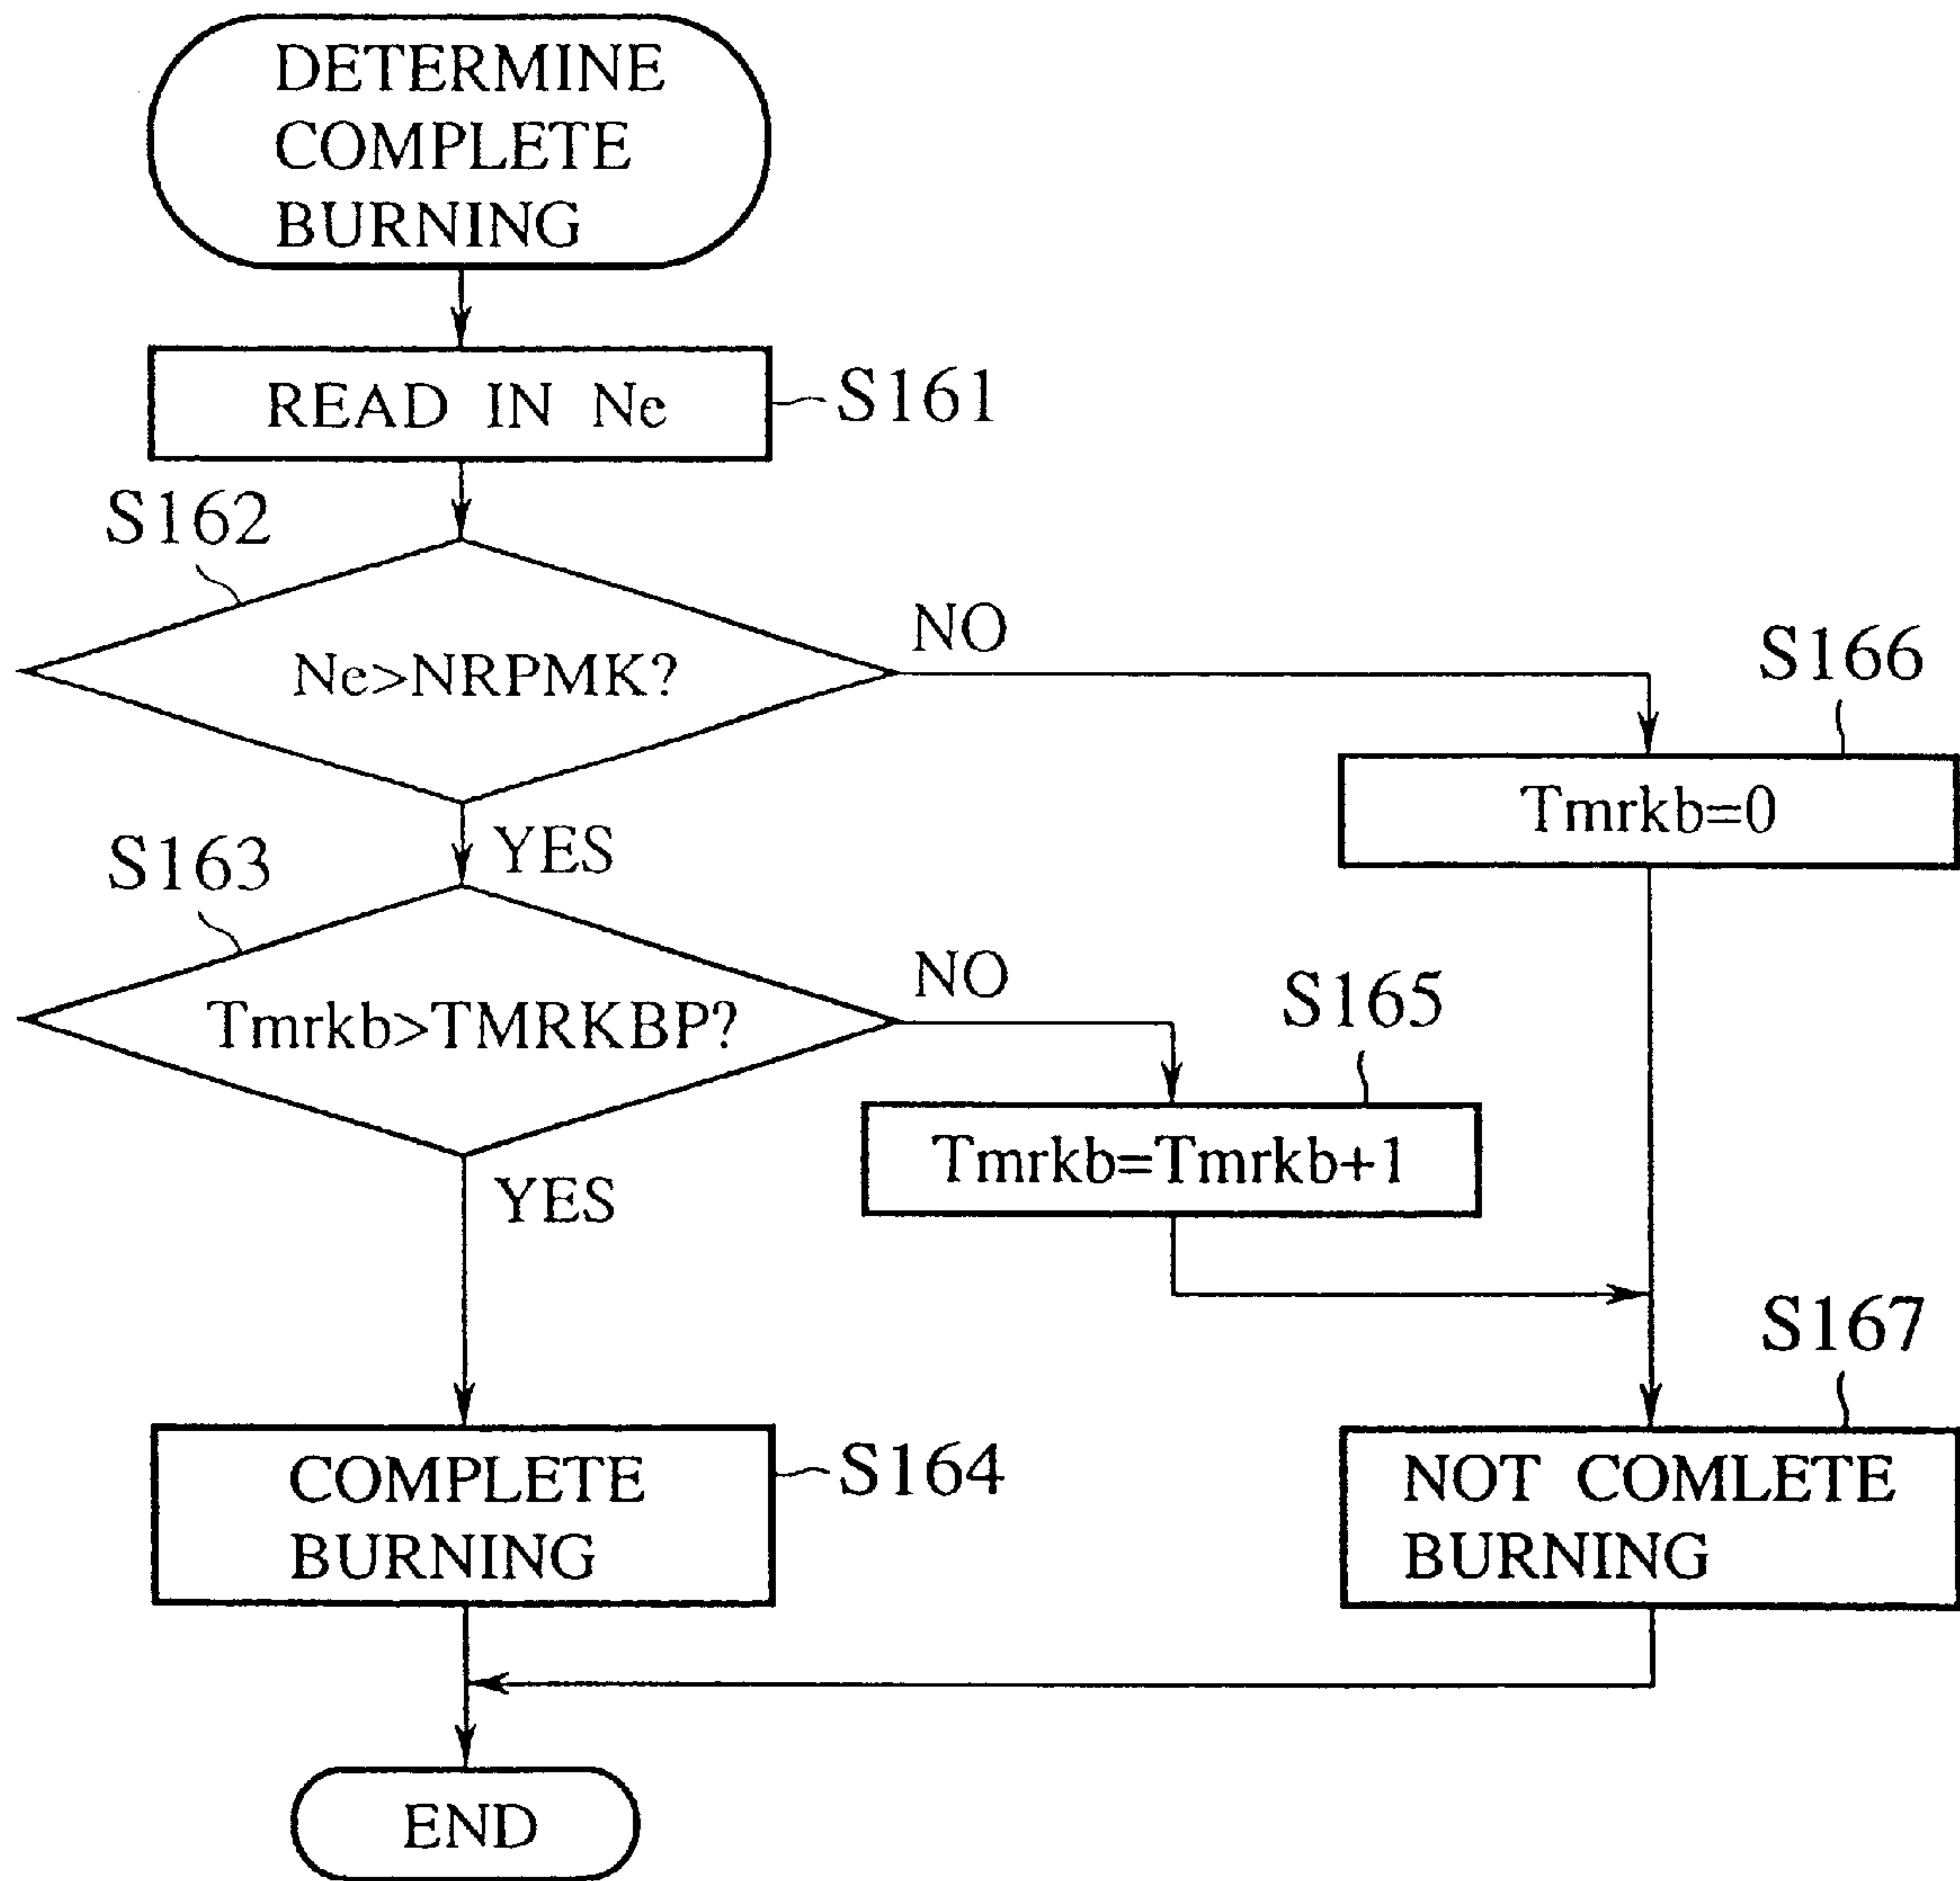 DETERMINE
COMPLETE
BURNING
READ IN Ne
S161
S162
Ne>NRPMK?
NO
S166
Tmrkb=0
YES
S163
Tmrkb>TMRKBP?
NO
S165
Tmrkb=Tmrkb+1
YES
S167
COMPLETE
BURNING
S164
NOT COMLETE
BURNING
END